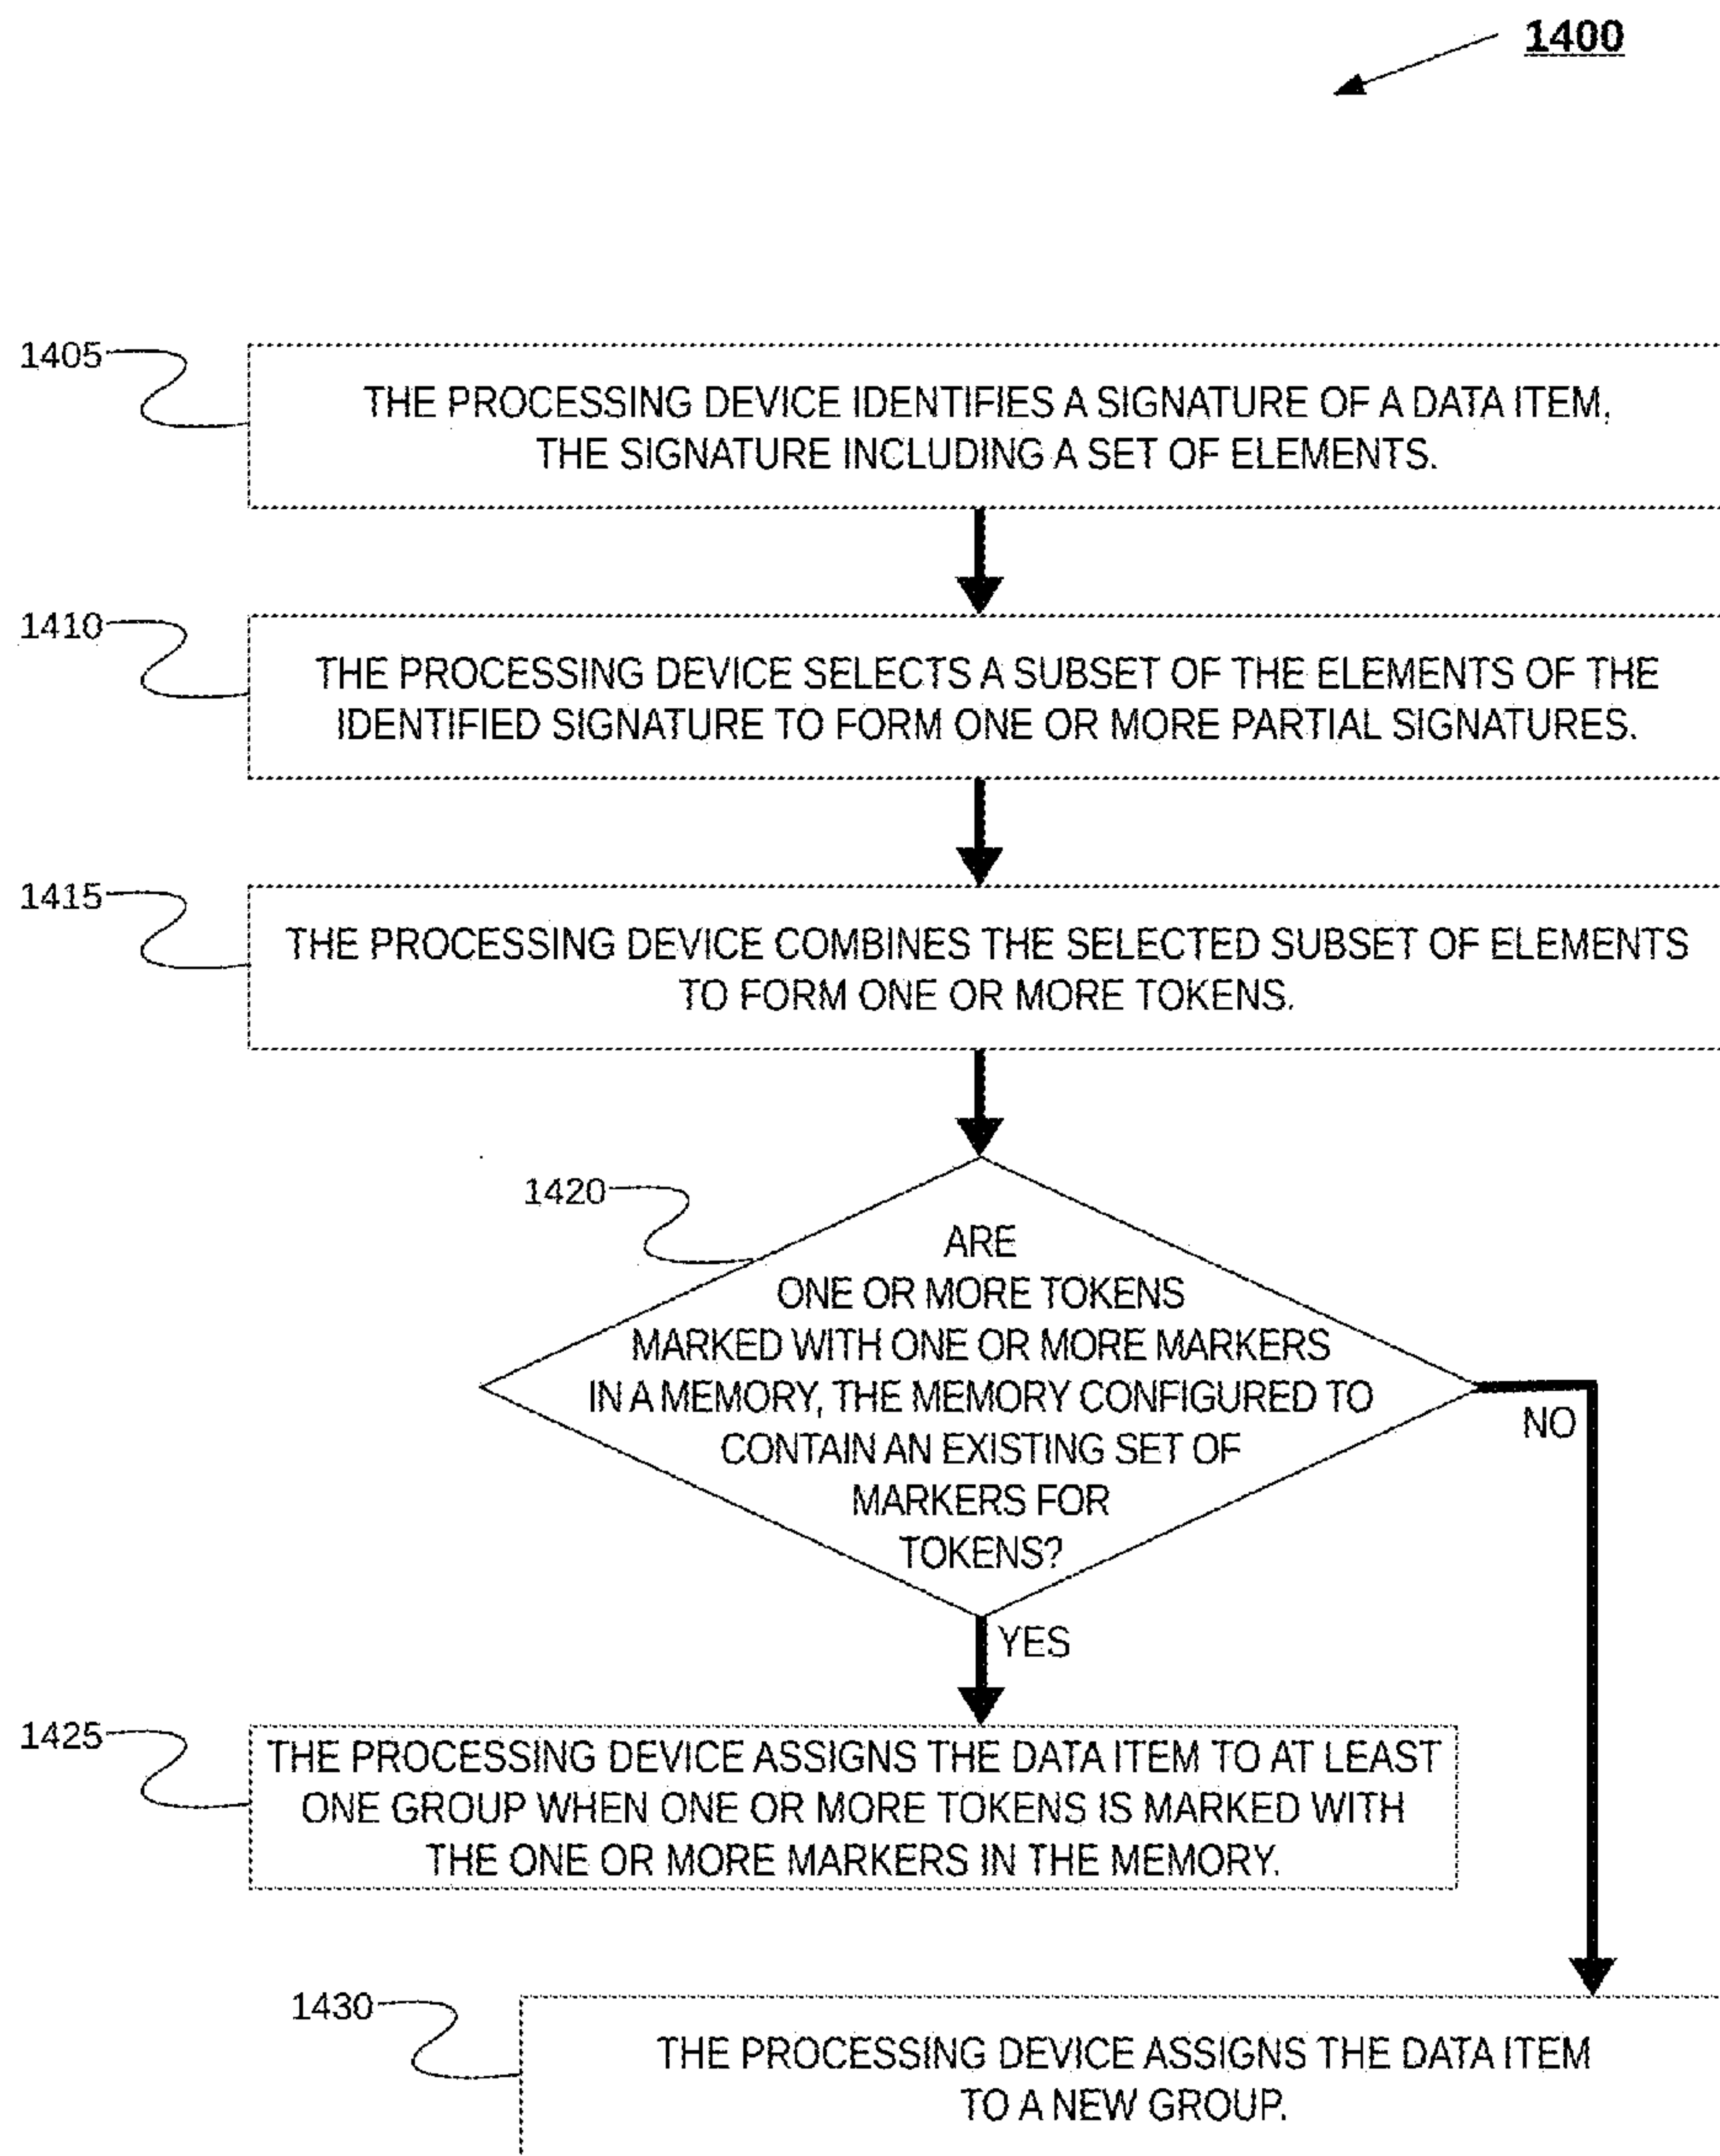 1400
1405
THE PROCESSING DEVICE IDENTIFIES A SIGNATURE OF A DATA ITEM,
THE SIGNATURE INCLUDING A SET OF ELEMENTS.
1410
THE PROCESSING DEVICE SELECTS A SUBSET OF THE ELEMENTS OF THE
IDENTIFIED SIGNATURE TO FORM ONE OR MORE PARTIAL SIGNATURES.
1415
THE PROCESSING DEVICE COMBINES THE SELECTED SUBSET OF ELEMENTS
TO FORM ONE OR MORE TOKENS.
1420
ARE
ONE OR MORE TOKENS
MARKED WITH ONE OR MORE MARKERS
IN A MEMORY, THE MEMORY CONFIGURED TO
CONTAIN AN EXISTING SET OF
MARKERS FOR
TOKENS?
NO
YES
1425
THE PROCESSING DEVICE ASSIGNS THE DATA ITEM TO AT LEAST
ONE GROUP WHEN ONE OR MORE TOKENS IS MARKED WITH
THE ONE OR MORE MARKERS IN THE MEMORY.
1430
THE PROCESSING DEVICE ASSIGNS THE DATA ITEM
TO A NEW GROUP.